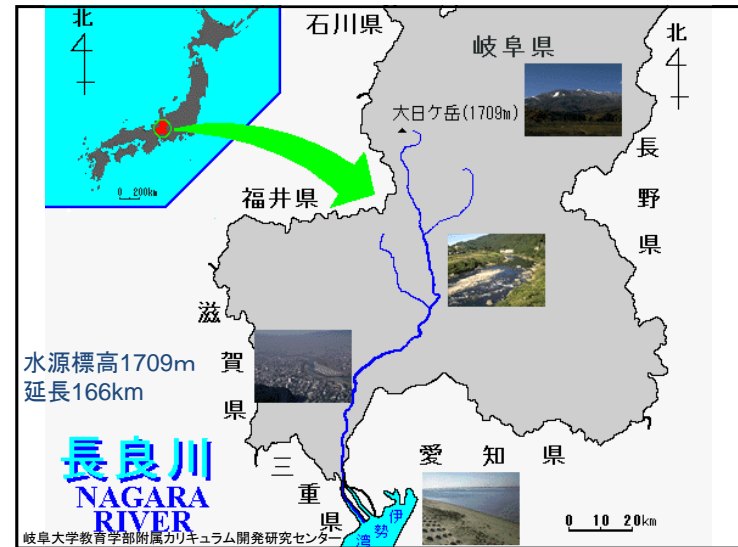 北
石川県
岐阜県
北
大日ケ岳(1709m)
長野県
0 200km
福井県
滋賀県
水源標高1709m
延長166km
長良川
NAGARA
RIVER
三重県
愛知県
伊勢湾
0 10 20km
岐阜大学教育学部附属カリキュラム開発研究センター